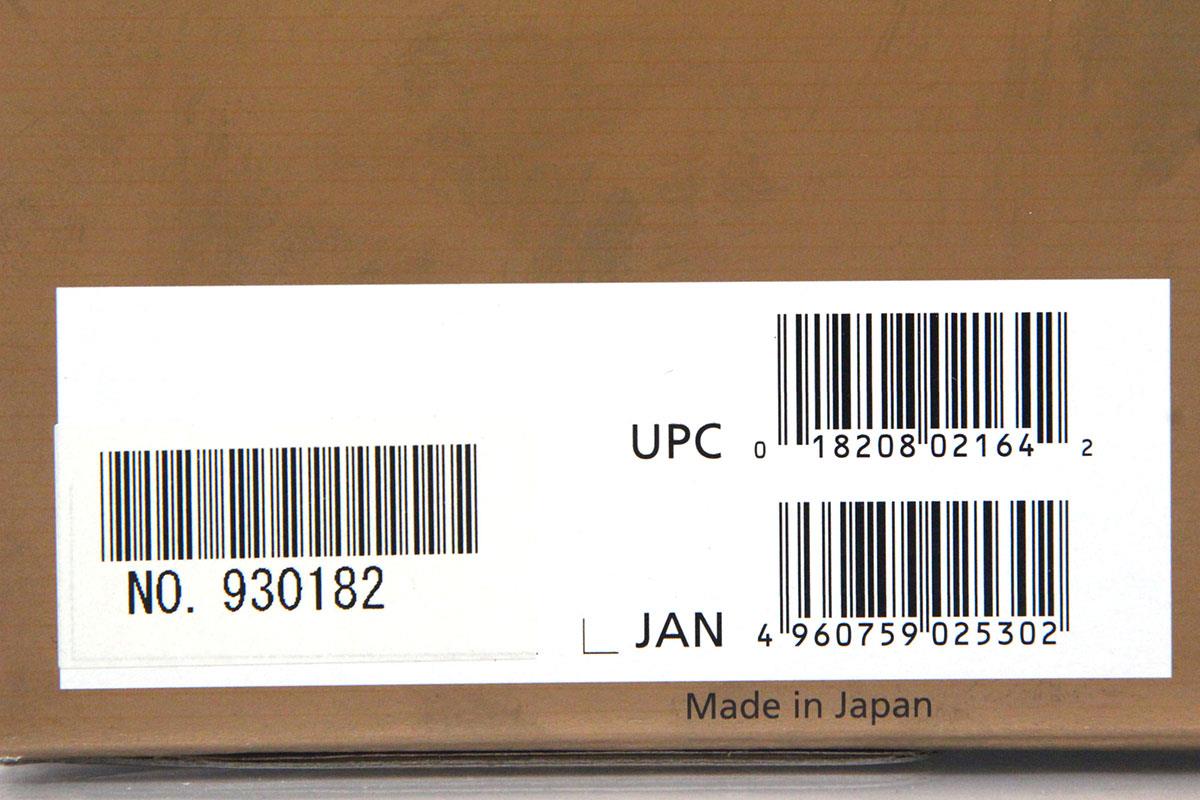 UPC 0 18208 02164 2
NO. 930182
JAN 4 960759 025302
Made in Japan